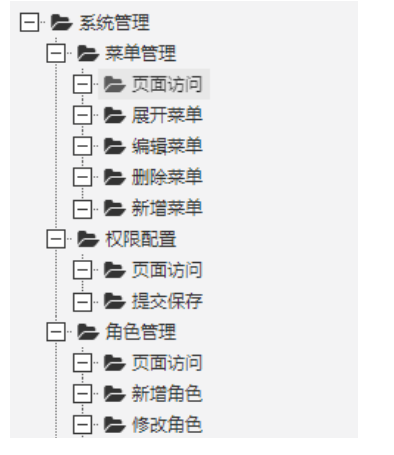 系统管理
菜单管理
页面访问
展开菜单
编辑菜单
删除菜单
新增菜单
权限配置
页面访问
提交保存
角色管理
页面访问
新增角色
修改角色